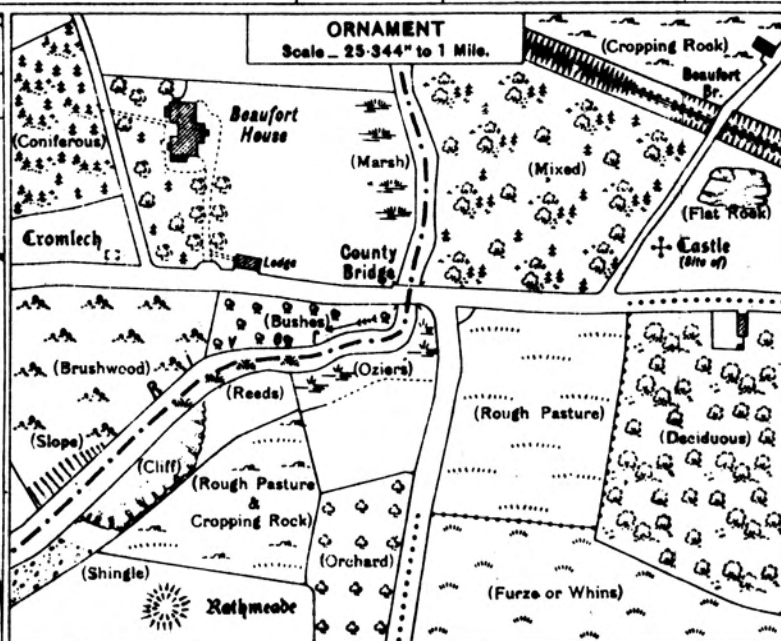 ORNAMENT
Scale _ 25·344" to 1 Mile.
(Cropping Rock)
Beaufort
Br.
Beaufort
House
(Coniferous)
(Marsh)
(Mixed)
(Flat Rock)
Cromlech
Castle
(Site of)
County
Bridge
Lodge
(Bushes)
(Brushwood)
(Reeds)
(Oziers)
(Rough Pasture)
(Deciduous)
(Slope)
(Cliff)
(Rough Pasture
&
Cropping Rock)
(Orchard)
(Shingle)
Rathmeade
(Furze or Whins)